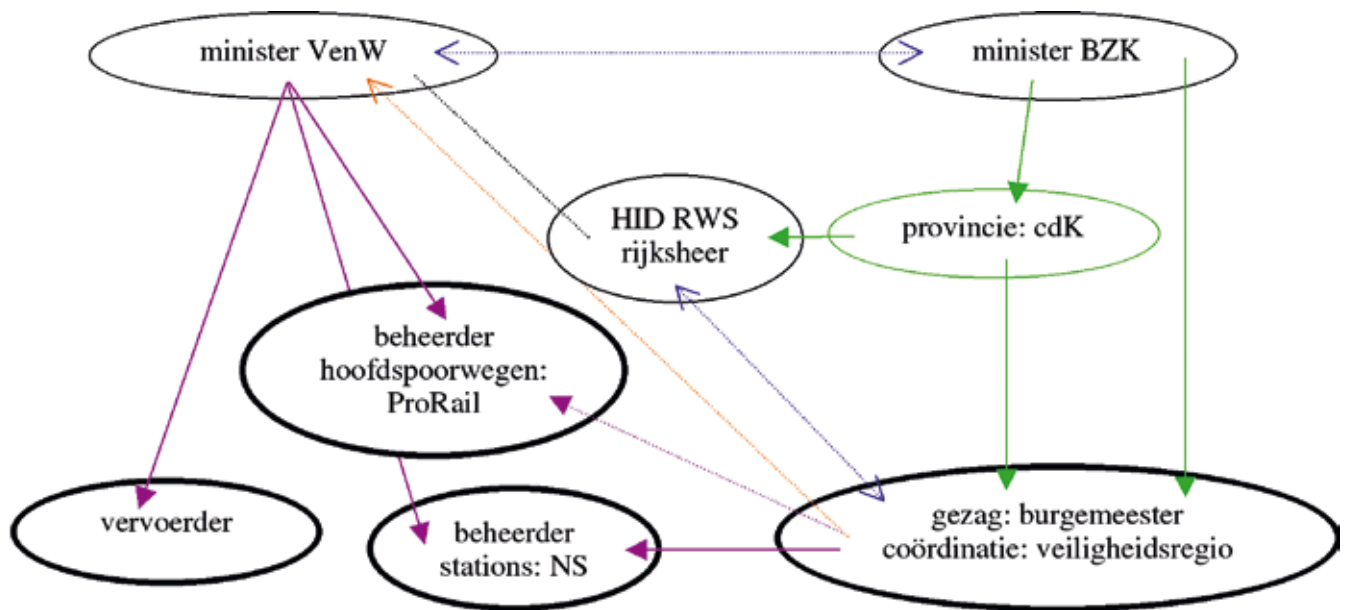 minister VenW
minister BZK
HID RWS
rijksheer
provincie: cdK
beheerder
hoofdspoorwegen:
ProRail
vervoerder
beheerder
stations: NS
gezag: burgemeester
coördinatie: veiligheidsregio